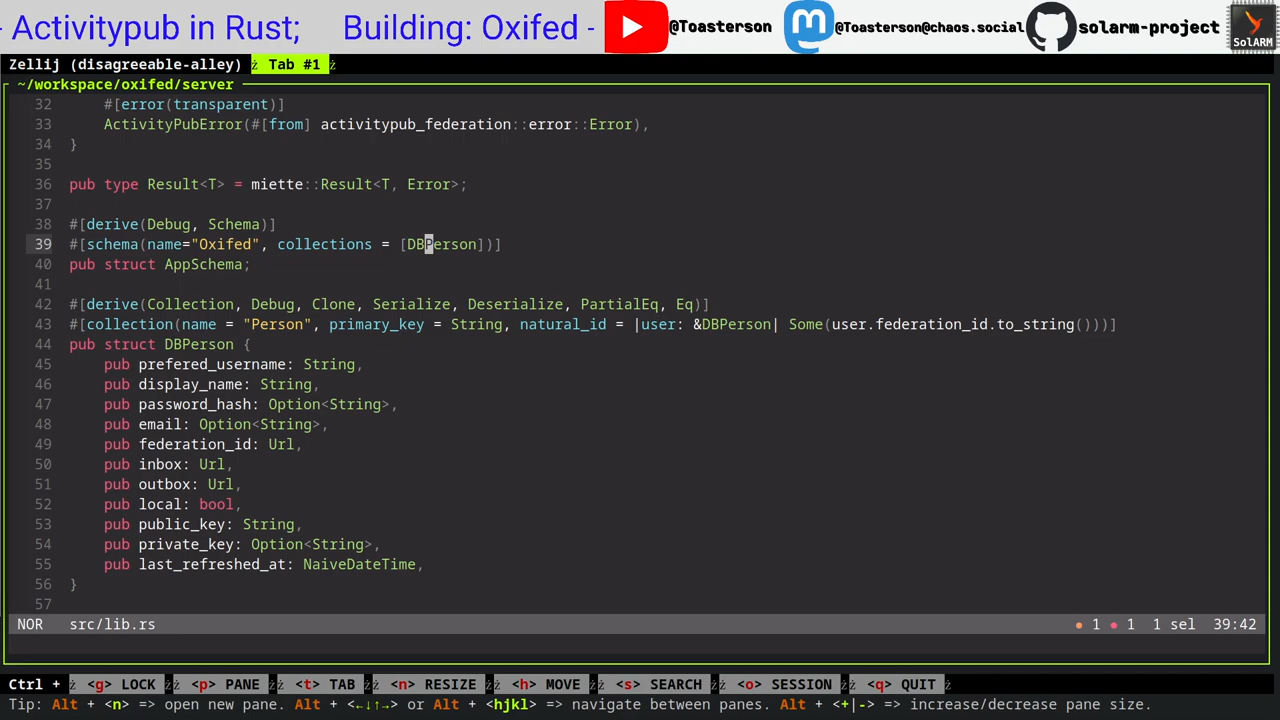 - Activitypub in Rust;     Building: Oxifed - @Toasterson @Toasterson@chaos.social solarm-project SolARM
Zellij (disagreeable-alley) ż Tab #1 ż
~/workspace/oxifed/server
32     #[error(transparent)]
33     ActivityPubError(#[from] activitypub_federation::error::Error),
34 }
35
36 pub type Result<T> = miette::Result<T, Error>;
37
38 #[derive(Debug, Schema)]
39 #[schema(name="Oxifed", collections = [DBPerson])]
40 pub struct AppSchema;
41
42 #[derive(Collection, Debug, Clone, Serialize, Deserialize, PartialEq, Eq)]
43 #[collection(name = "Person", primary_key = String, natural_id = |user: &DBPerson| Some(user.federation_id.to_string()))]
44 pub struct DBPerson {
45     pub prefered_username: String,
46     pub display_name: String,
47     pub password_hash: Option<String>,
48     pub email: Option<String>,
49     pub federation_id: Url,
50     pub inbox: Url,
51     pub outbox: Url,
52     pub local: bool,
53     pub public_key: String,
54     pub private_key: Option<String>,
55     pub last_refreshed_at: NaiveDateTime,
56 }
57
NOR   src/lib.rs   ● 1 ● 1   1 sel   39:42
Ctrl + ż <g> LOCK ż <p> PANE ż <t> TAB ż <n> RESIZE ż <h> MOVE ż <s> SEARCH ż <o> SESSION ż <q> QUIT ż
Tip: Alt + <n> => open new pane. Alt + <←↓↑→> or Alt + <hjkl> => navigate between panes. Alt + <+|-> => increase/decrease pane size.